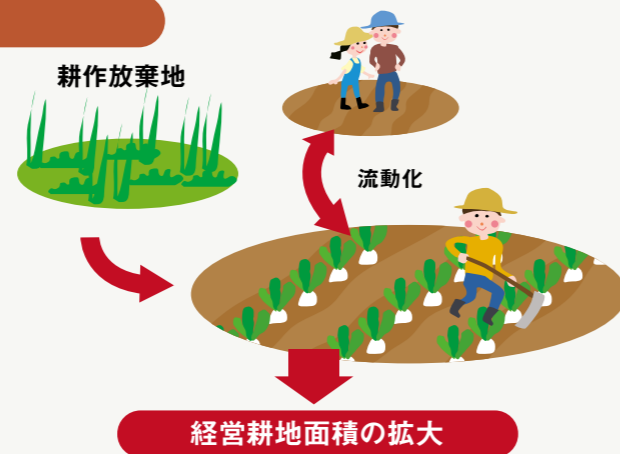 耕作放棄地
流動化
経営耕地面積の拡大